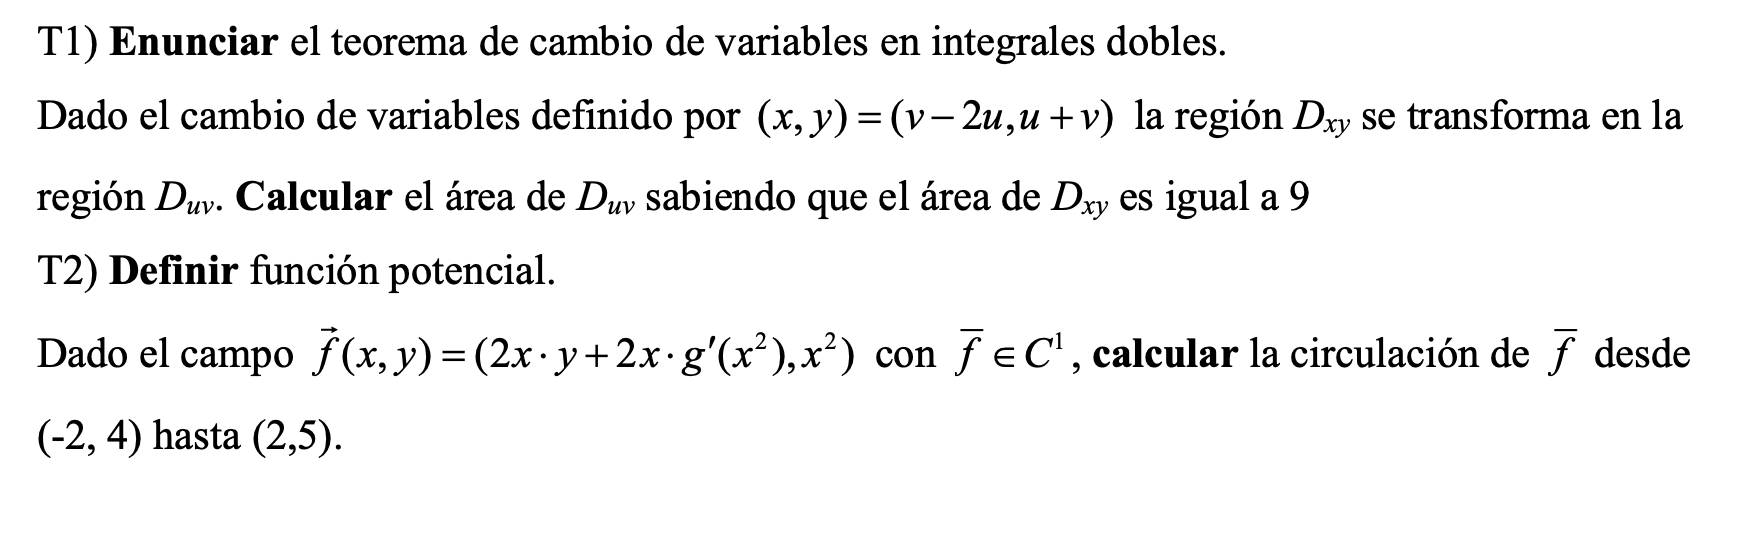 T1) Enunciar el teorema de cambio de variables en integrales dobles.
Dado el cambio de variables definido por (x, y) = (v − 2u, u + v) la región Dxy se transforma en la
región Duv. Calcular el área de Duv sabiendo que el área de Dxy es igual a 9
T2) Definir función potencial.
Dado el campo f⃗(x, y) = (2x · y + 2x · g′(x²), x²) con f̅ ∈ C¹, calcular la circulación de f̅ desde
(-2, 4) hasta (2,5).